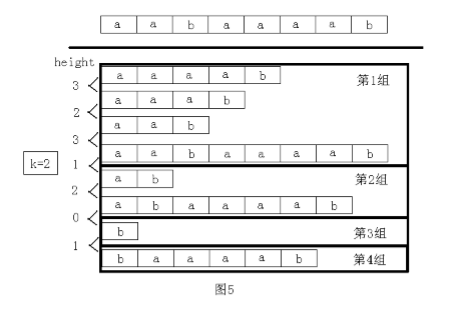 a a b a a a a b
height
a a a a b 第1组
3
a a a b
2
a a b
3
a a b a a a a b
k=2 1
a b 第2组
2
a b a a a a b
0
b 第3组
1
b a a a a b 第4组
图5